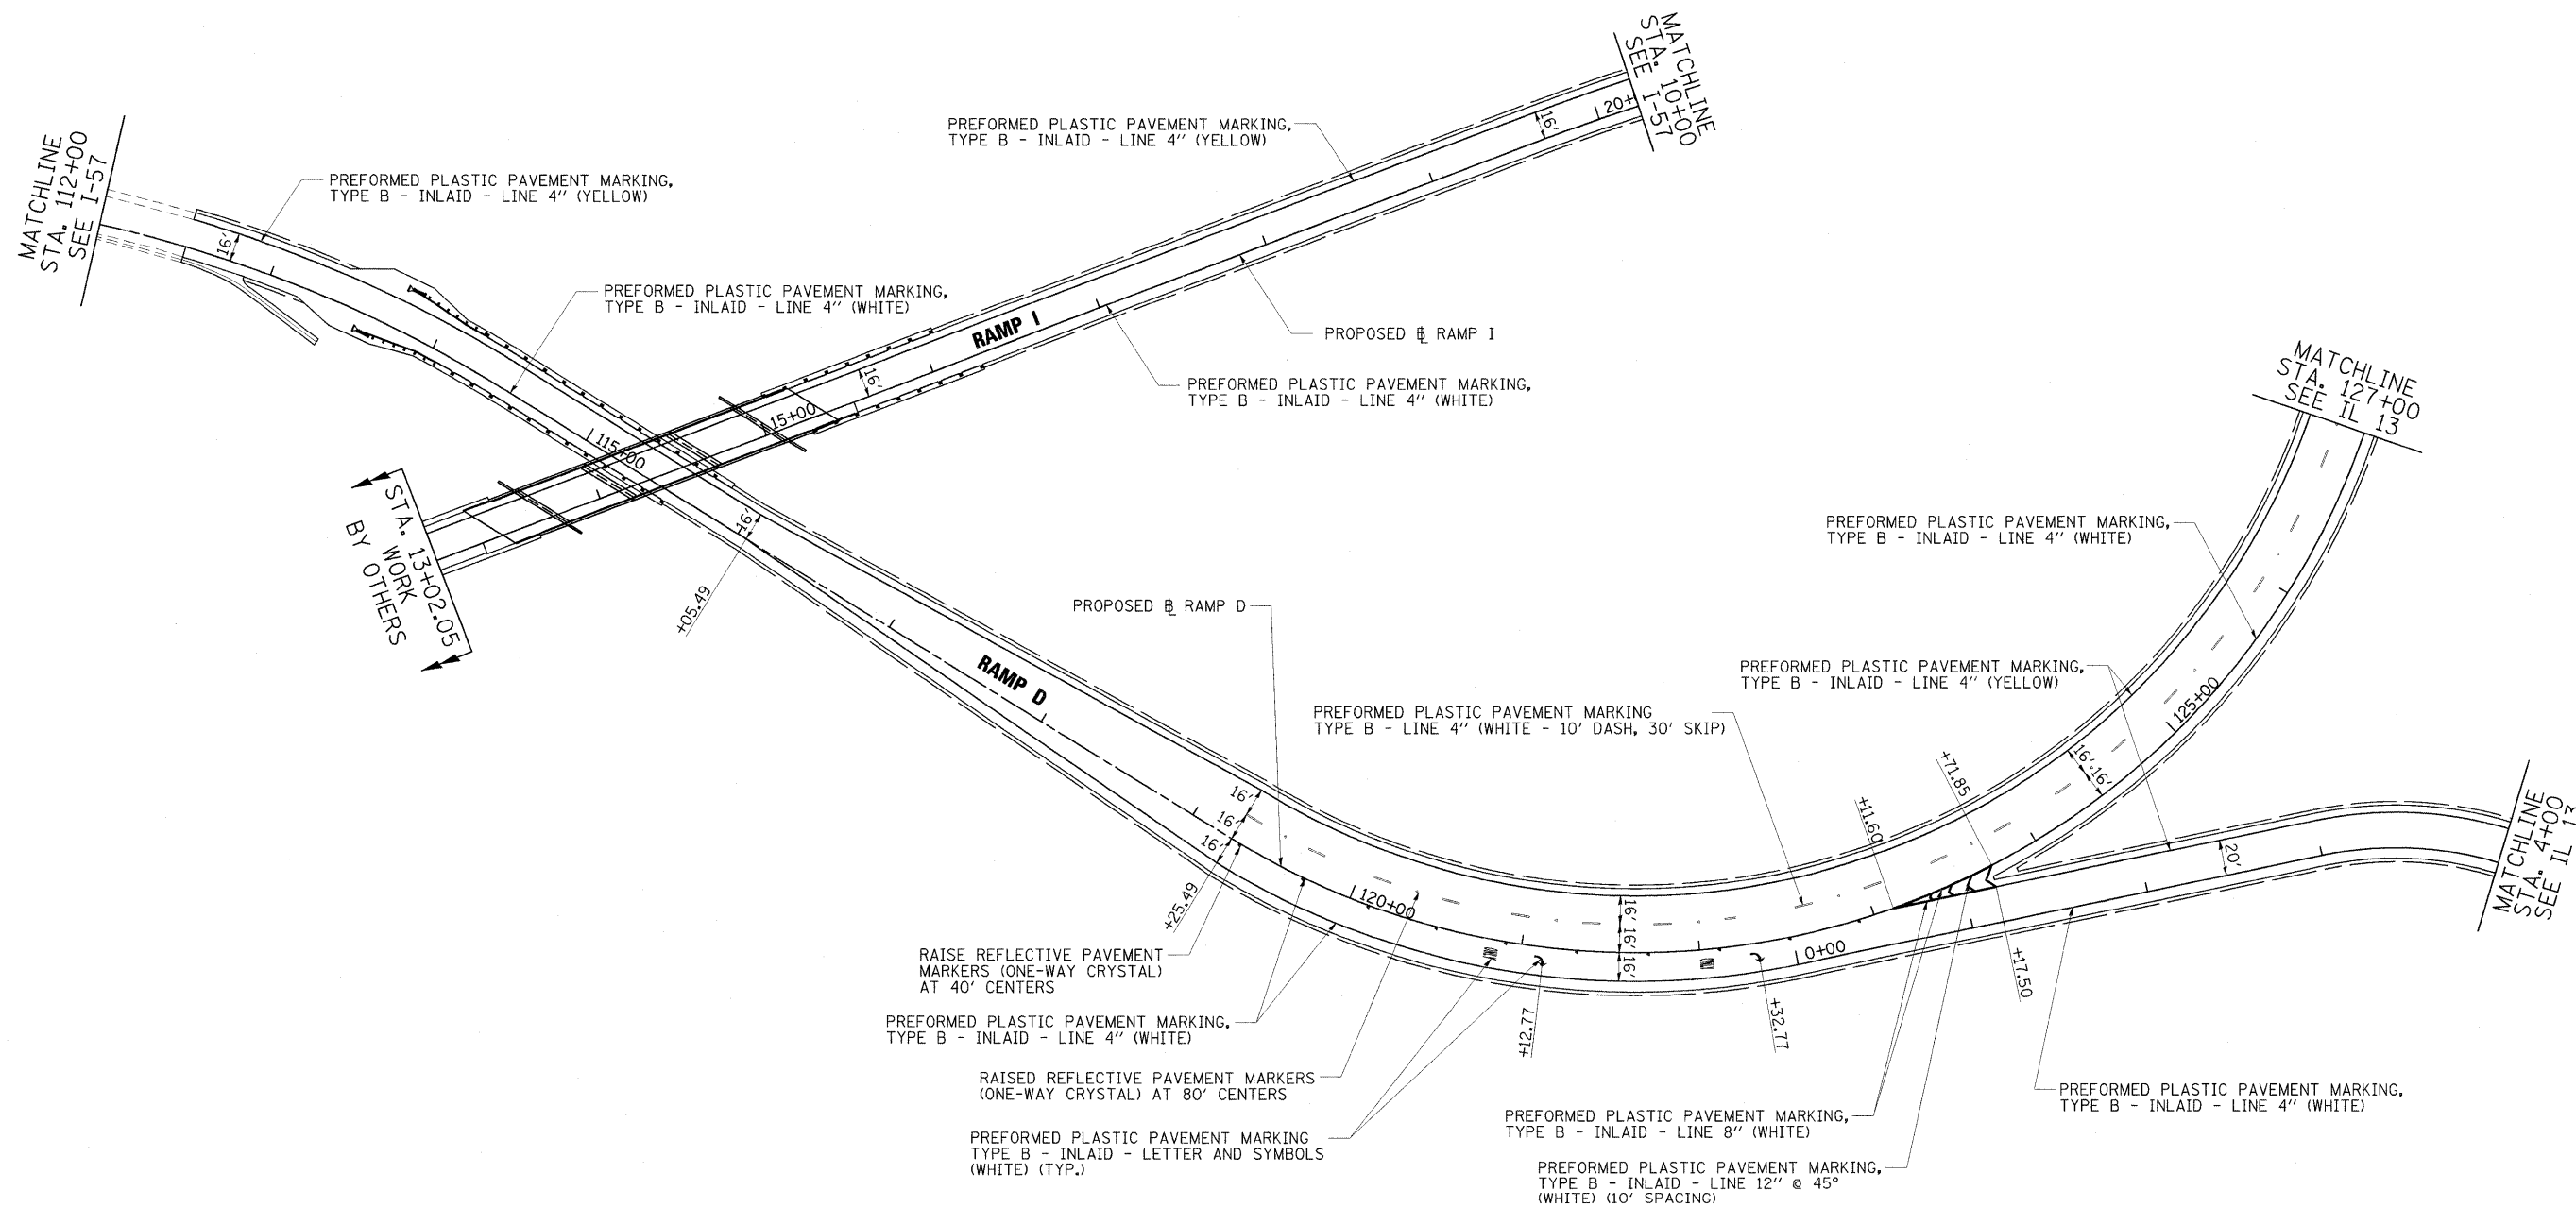 MATCHLINE
STA. 10+00
SEE I-57
20+
16'
PREFORMED PLASTIC PAVEMENT MARKING,
TYPE B - INLAID - LINE 4" (YELLOW)
MATCHLINE
STA. 112+00
SEE I-57
PREFORMED PLASTIC PAVEMENT MARKING,
TYPE B - INLAID - LINE 4" (YELLOW)
16'
PREFORMED PLASTIC PAVEMENT MARKING,
TYPE B - INLAID - LINE 4" (WHITE)
RAMP I
PROPOSED ℄ RAMP I
16'
PREFORMED PLASTIC PAVEMENT MARKING,
TYPE B - INLAID - LINE 4" (WHITE)
15+00
115+00
MATCHLINE
STA. 127+00
SEE IL 13
STA. 13+02.05
WORK
BY OTHERS
16'
+05.49
PREFORMED PLASTIC PAVEMENT MARKING,
TYPE B - INLAID - LINE 4" (WHITE)
PROPOSED ℄ RAMP D
RAMP D
PREFORMED PLASTIC PAVEMENT MARKING,
TYPE B - INLAID - LINE 4" (YELLOW)
125+00
PREFORMED PLASTIC PAVEMENT MARKING
TYPE B - LINE 4" (WHITE - 10' DASH, 30' SKIP)
16'
16'
+71.85
+11.60
MATCHLINE
STA. 4+00
SEE IL 13
16'
16'
16'
+25.49
20'
120+00
16'
16'
16'
0+00
+17.50
RAISE REFLECTIVE PAVEMENT
MARKERS (ONE-WAY CRYSTAL)
AT 40' CENTERS
+12.77
+32.77
PREFORMED PLASTIC PAVEMENT MARKING,
TYPE B - INLAID - LINE 4" (WHITE)
RAISED REFLECTIVE PAVEMENT MARKERS
(ONE-WAY CRYSTAL) AT 80' CENTERS
PREFORMED PLASTIC PAVEMENT MARKING,
TYPE B - INLAID - LINE 4" (WHITE)
PREFORMED PLASTIC PAVEMENT MARKING,
TYPE B - INLAID - LINE 8" (WHITE)
PREFORMED PLASTIC PAVEMENT MARKING
TYPE B - INLAID - LETTER AND SYMBOLS
(WHITE) (TYP.)
PREFORMED PLASTIC PAVEMENT MARKING,
TYPE B - INLAID - LINE 12" @ 45°
(WHITE) (10' SPACING)